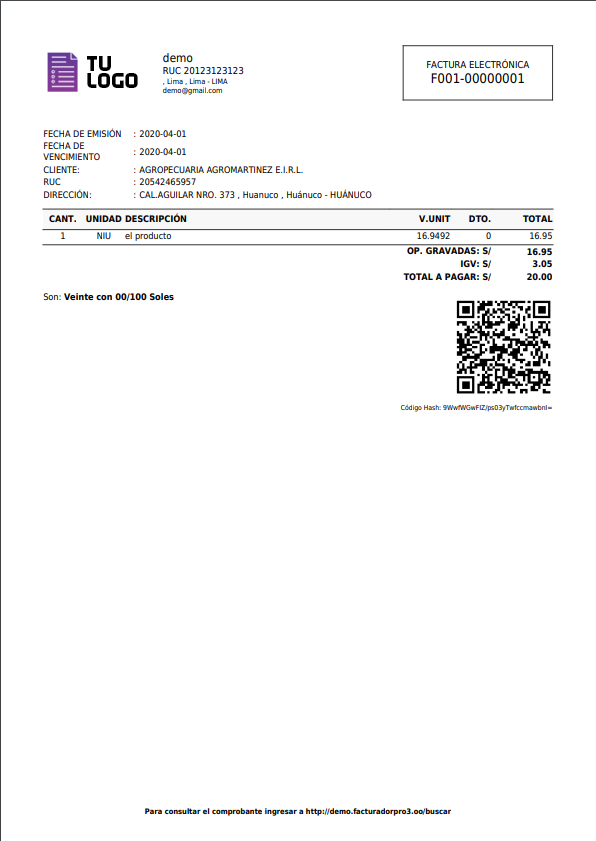 TU
LOGO
demo
RUC 20123123123
, Lima , Lima - LIMA
demo@gmail.com
FACTURA ELECTRÓNICA
F001-00000001
FECHA DE EMISIÓN : 2020-04-01
FECHA DE
VENCIMIENTO : 2020-04-01
CLIENTE: : AGROPECUARIA AGROMARTINEZ E.I.R.L.
RUC : 20542465957
DIRECCIÓN: : CAL.AGUILAR NRO. 373 , Huanuco , Huánuco - HUÁNUCO
CANT. UNIDAD DESCRIPCIÓN V.UNIT DTO. TOTAL
1 NIU el producto 16.9492 0 16.95
OP. GRAVADAS: S/ 16.95
IGV: S/ 3.05
TOTAL A PAGAR: S/ 20.00
Son: Veinte con 00/100 Soles
Código Hash:
Para consultar el comprobante ingresar a http://demo.facturadorpro3.oo/buscar